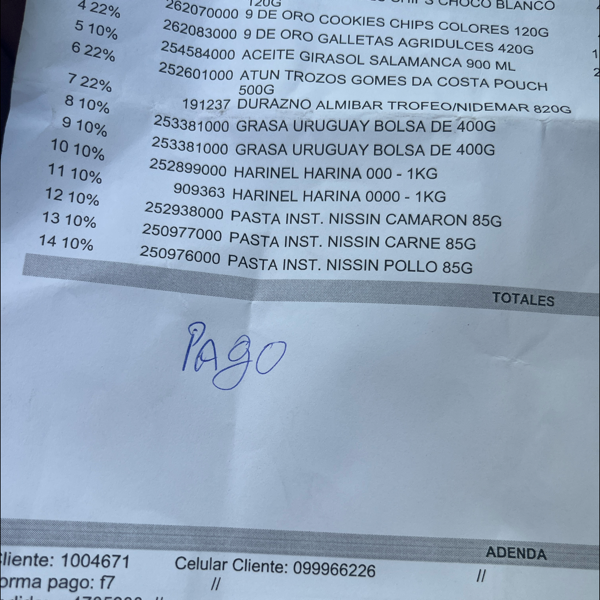 120G CHOCO BLANCO
4 22% 262070000 9 DE ORO COOKIES CHIPS COLORES 120G
5 10% 262083000 9 DE ORO GALLETAS AGRIDULCES 420G
6 22% 254584000 ACEITE GIRASOL SALAMANCA 900 ML
7 22% 252601000 ATUN TROZOS GOMES DA COSTA POUCH
500G
8 10% 191237 DURAZNO ALMIBAR TROFEO/NIDEMAR 820G
9 10% 253381000 GRASA URUGUAY BOLSA DE 400G
10 10% 253381000 GRASA URUGUAY BOLSA DE 400G
11 10% 252899000 HARINEL HARINA 000 - 1KG
12 10% 909363 HARINEL HARINA 0000 - 1KG
13 10% 252938000 PASTA INST. NISSIN CAMARON 85G
14 10% 250977000 PASTA INST. NISSIN CARNE 85G
250976000 PASTA INST. NISSIN POLLO 85G
TOTALES
PAgO
ADENDA
liente: 1004671 Celular Cliente: 099966226 //
orma pago: f7 //